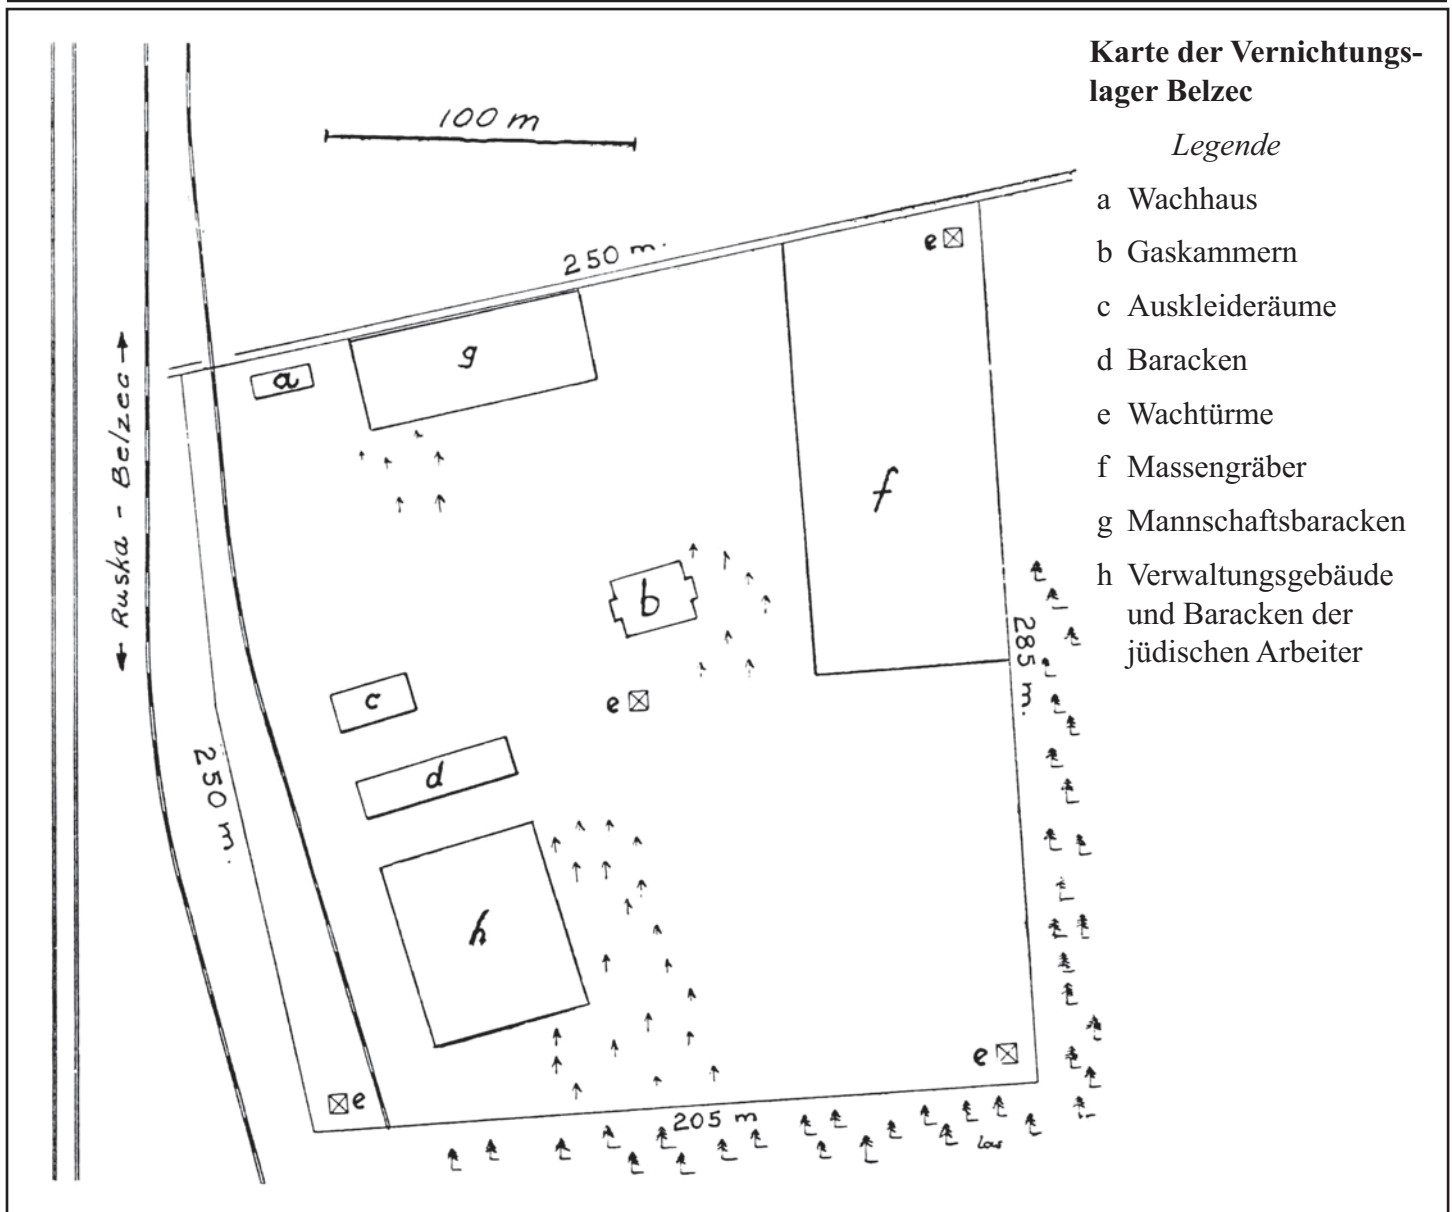 Karte der Vernichtungs-
lager Belzec
Legende
a Wachhaus
b Gaskammern
c Auskleideräume
d Baracken
e Wachtürme
f Massengräber
g Mannschaftsbaracken
h Verwaltungsgebäude
und Baracken der
jüdischen Arbeiter
100 m
250 m.
e
g
a
Ruska - Belzec
f
b
285 m.
c
e
d
250 m.
h
e
e
205 m